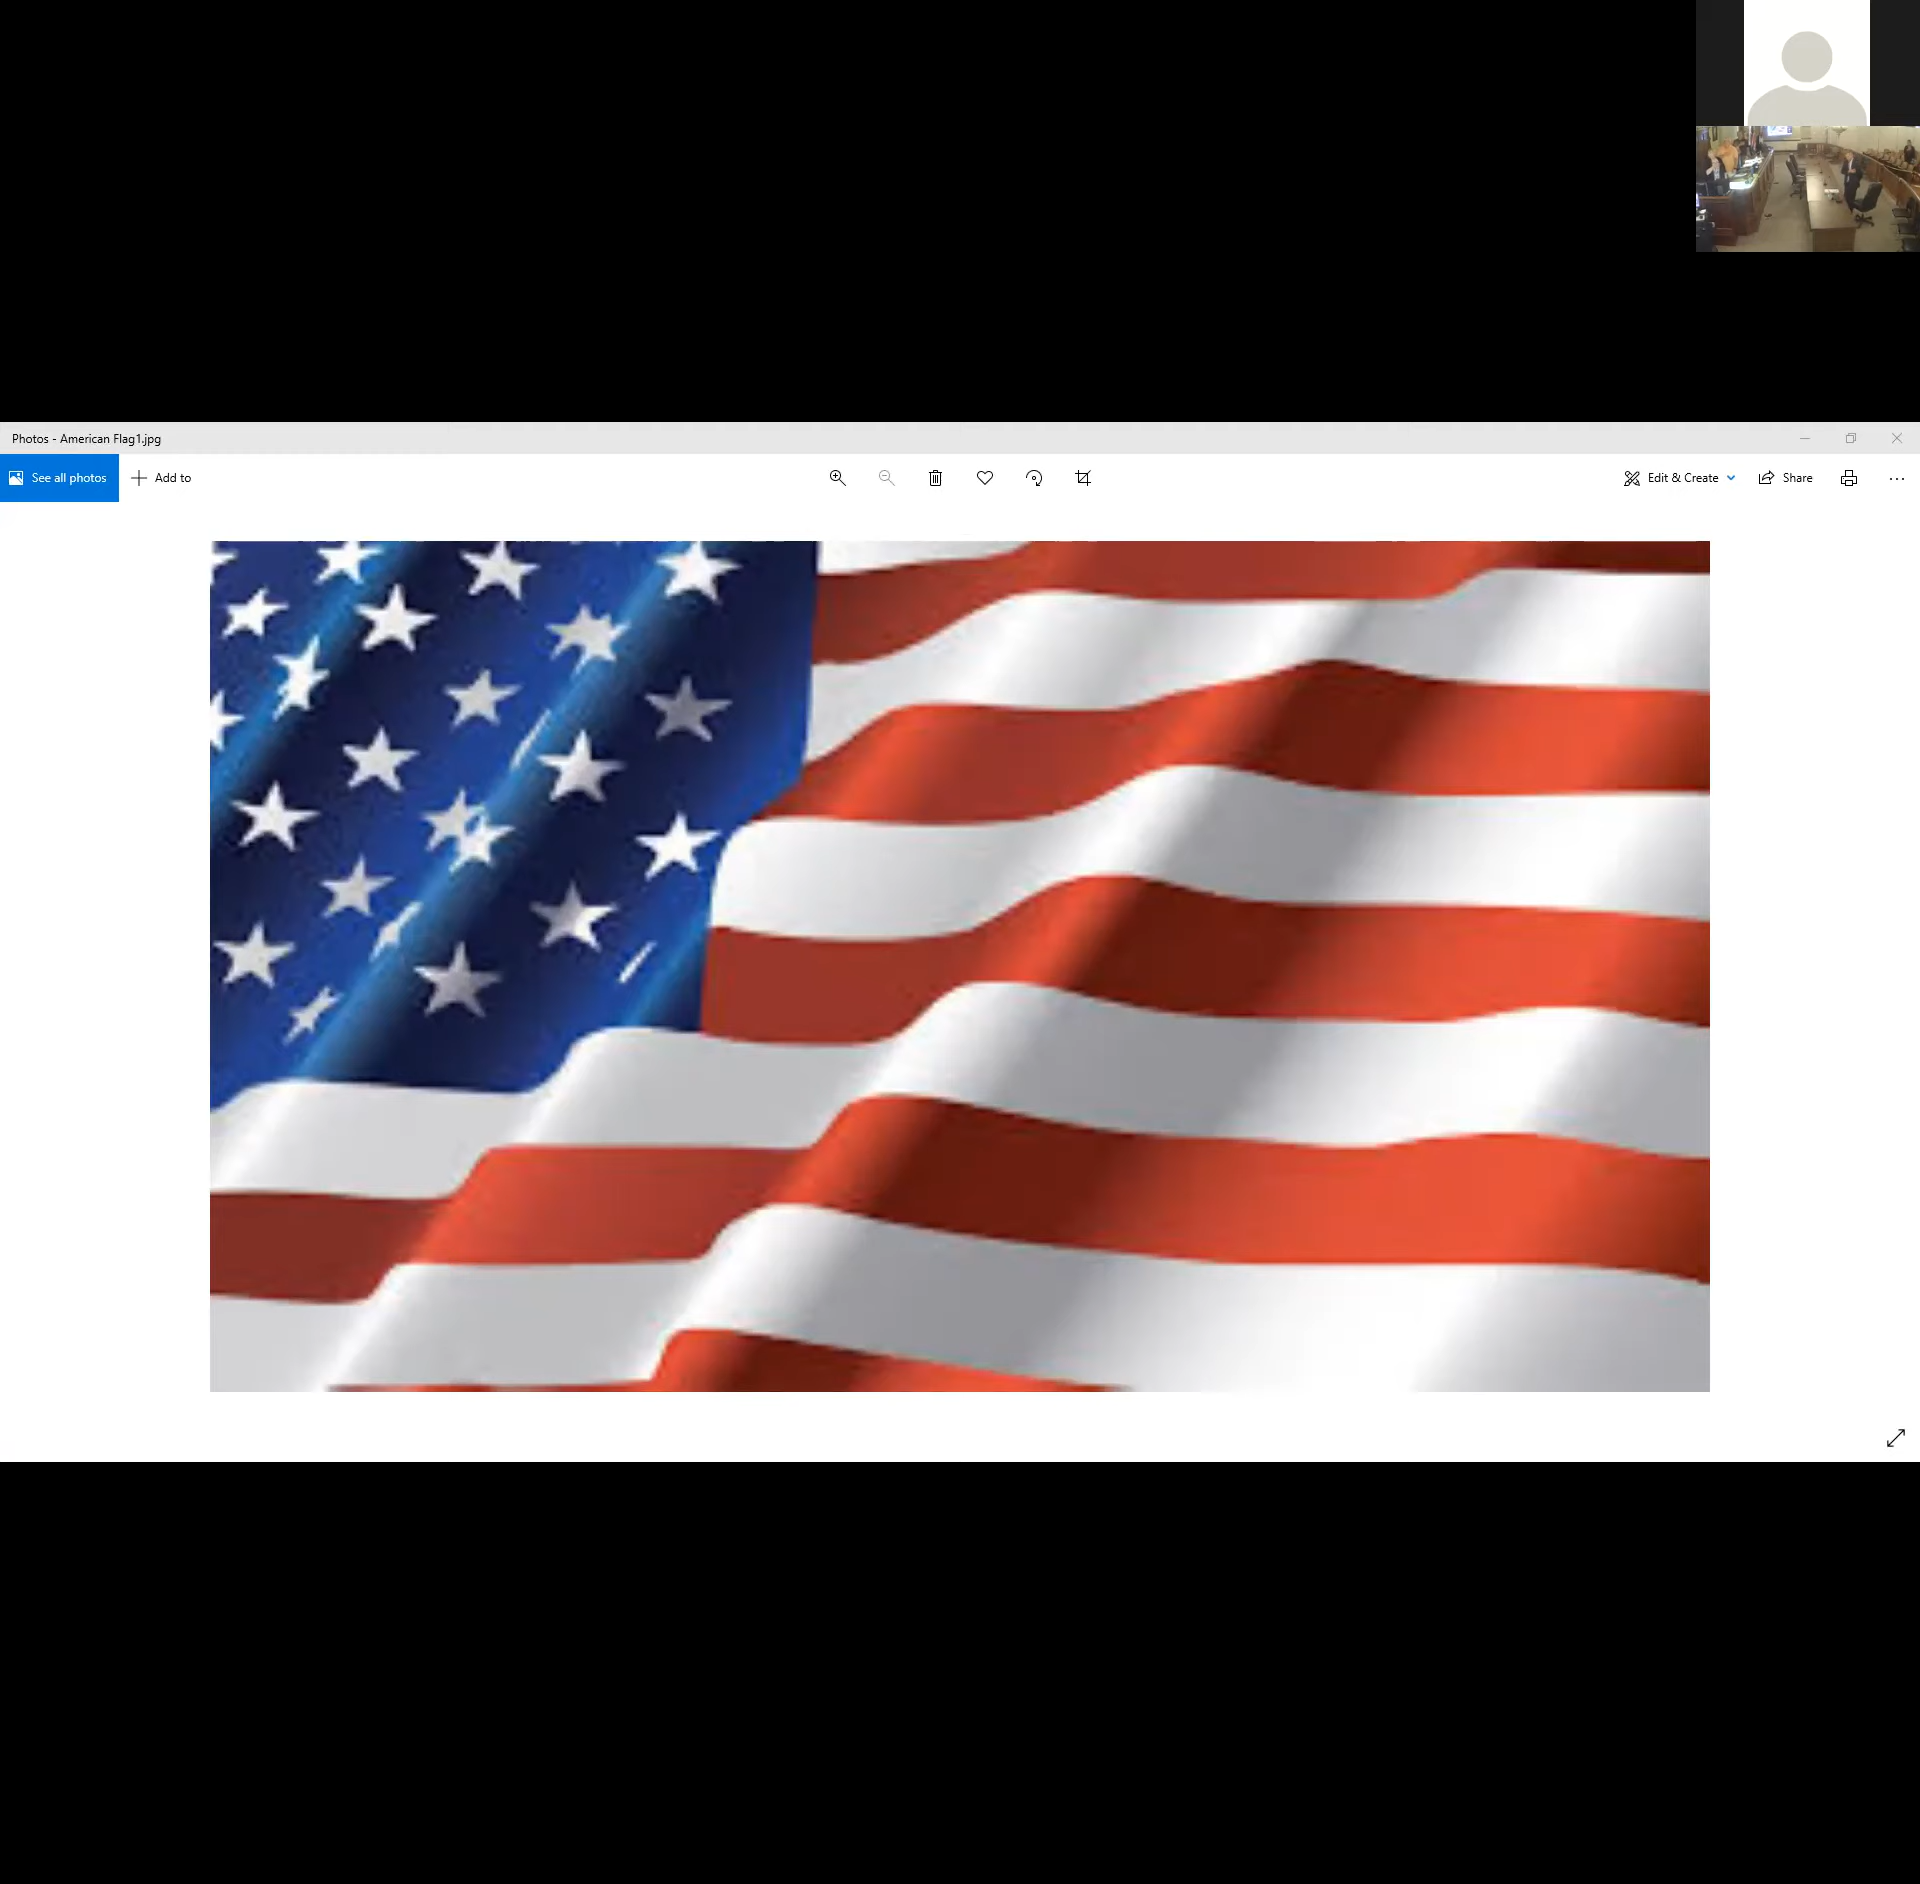 Photos - American Flag1.jpg
See all photos
Add to
Edit & Create
Share